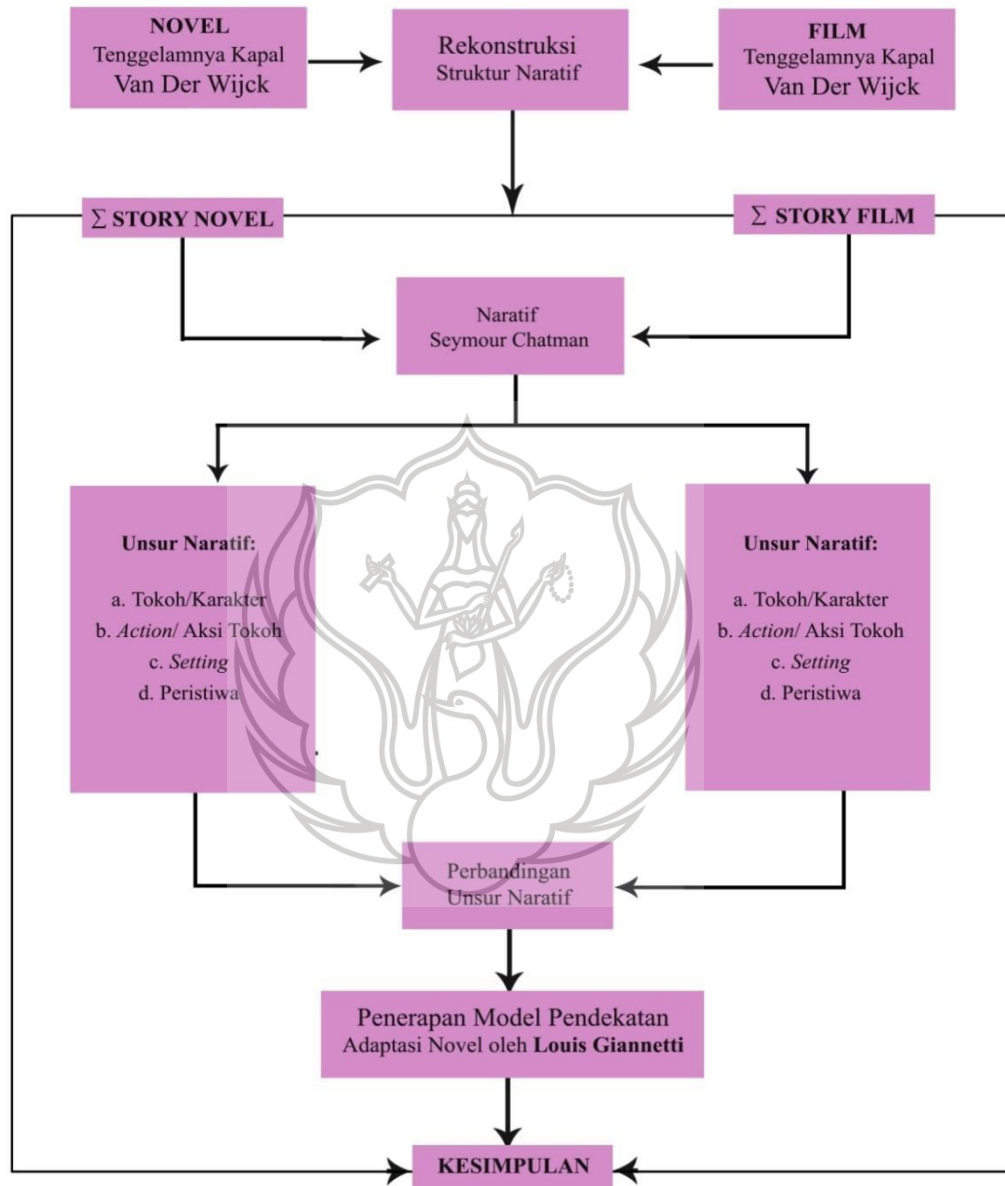 NOVEL
Tenggelamnya Kapal
Van Der Wijck
Rekonstruksi
Struktur Naratif
FILM
Tenggelamnya Kapal
Van Der Wijck
∑ STORY NOVEL
∑ STORY FILM
Naratif
Seymour Chatman
Unsur Naratif:
a. Tokoh/Karakter
b. Action/ Aksi Tokoh
c. Setting
d. Peristiwa
Unsur Naratif:
a. Tokoh/Karakter
b. Action/ Aksi Tokoh
c. Setting
d. Peristiwa
Perbandingan
Unsur Naratif
Penerapan Model Pendekatan
Adaptasi Novel oleh Louis Giannetti
KESIMPULAN